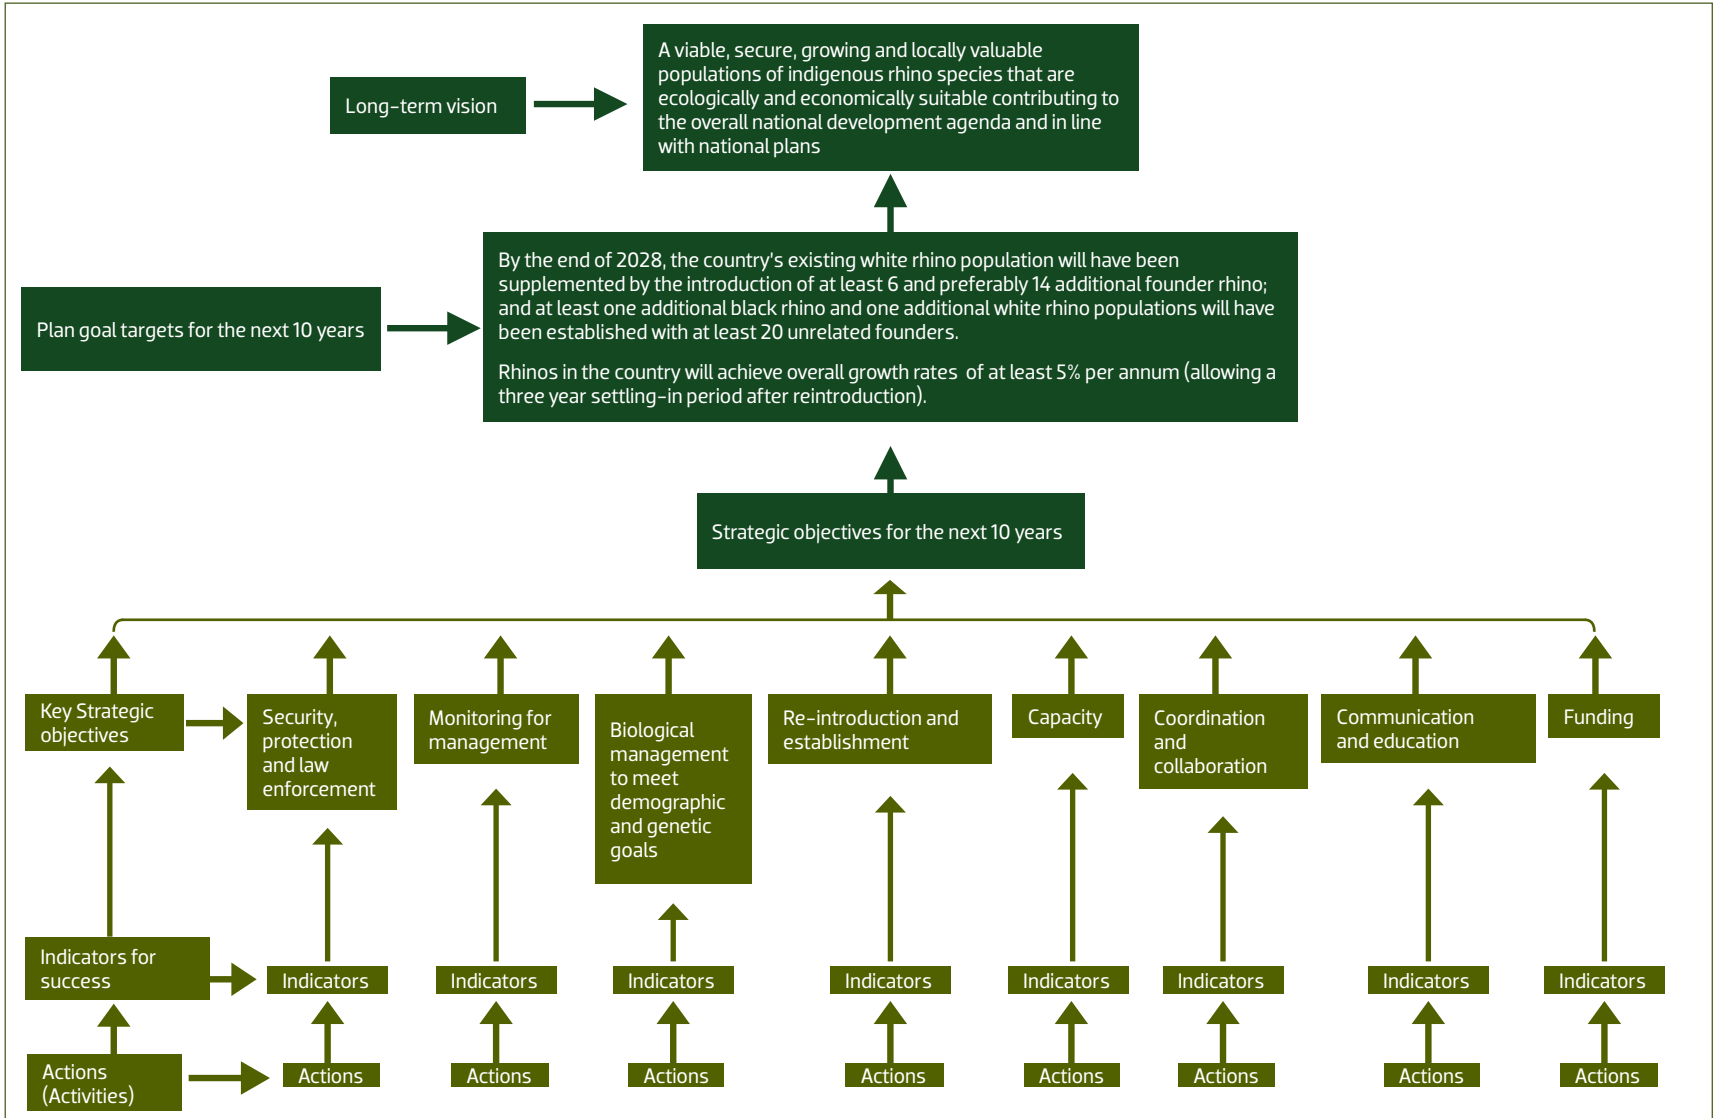 A viable, secure, growing and locally valuable
populations of indigenous rhino species that are
ecologically and economically suitable contributing to
the overall national development agenda and in line
with national plans
Long-term vision
By the end of 2028, the country's existing white rhino population will have been
supplemented by the introduction of at least 6 and preferably 14 additional founder rhino;
and at least one additional black rhino and one additional white rhino populations will have
been established with at least 20 unrelated founders.
Rhinos in the country will achieve overall growth rates of at least 5% per annum (allowing a
three year settling-in period after reintroduction).
Plan goal targets for the next 10 years
Strategic objectives for the next 10 years
Key Strategic
objectives
Security,
protection
and law
enforcement
Monitoring for
management
Biological
management
to meet
demographic
and genetic
goals
Re-introduction and
establishment
Capacity
Coordination
and
collaboration
Communication
and education
Funding
Indicators for
success
Indicators
Indicators
Indicators
Indicators
Indicators
Indicators
Indicators
Indicators
Actions
(Activities)
Actions
Actions
Actions
Actions
Actions
Actions
Actions
Actions